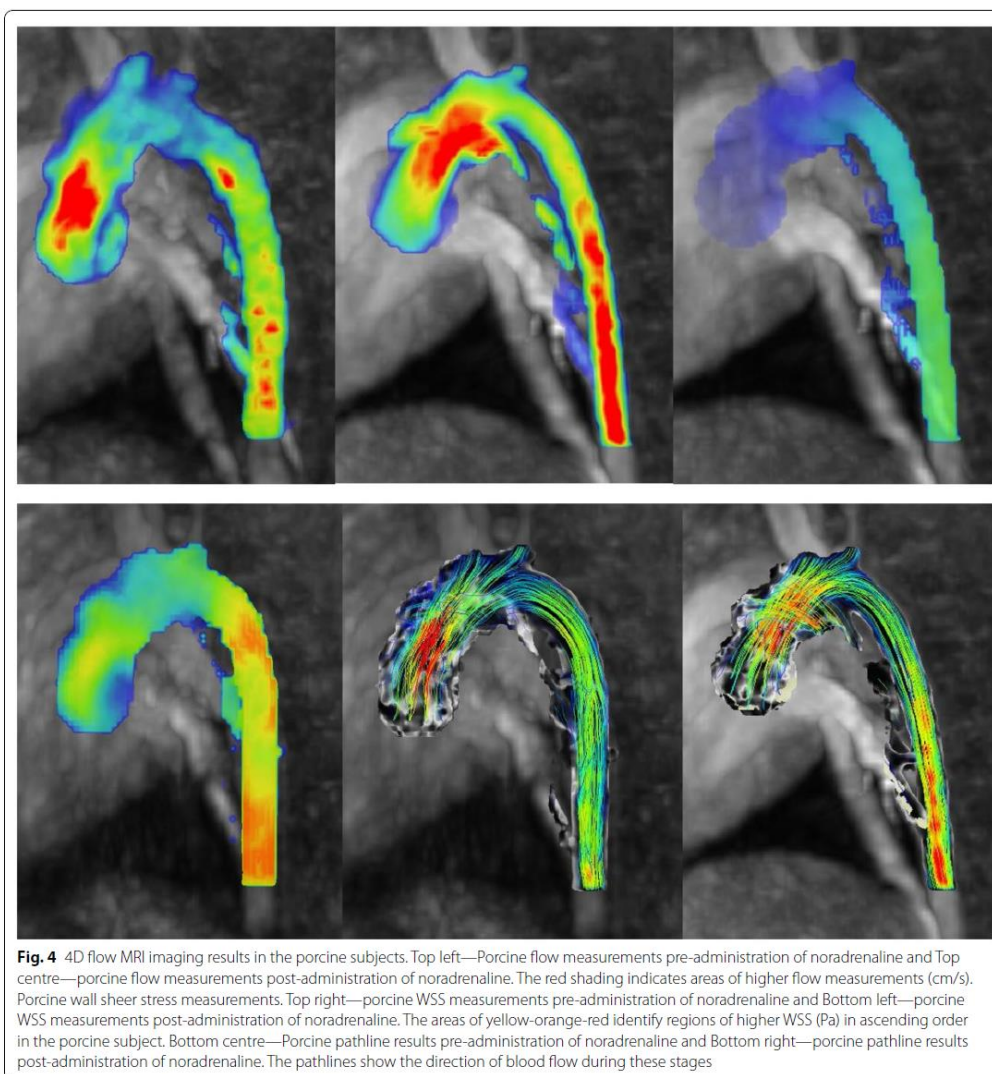 Fig. 4 4D flow MRI imaging results in the porcine subjects. Top left—Porcine flow measurements pre-administration of noradrenaline and Top
centre—porcine flow measurements post-administration of noradrenaline. The red shading indicates areas of higher flow measurements (cm/s).
Porcine wall sheer stress measurements. Top right—porcine WSS measurements pre-administration of noradrenaline and Bottom left—porcine
WSS measurements post-administration of noradrenaline. The areas of yellow-orange-red identify regions of higher WSS (Pa) in ascending order
in the porcine subject. Bottom centre—Porcine pathline results pre-administration of noradrenaline and Bottom right—porcine pathline results
post-administration of noradrenaline. The pathlines show the direction of blood flow during these stages